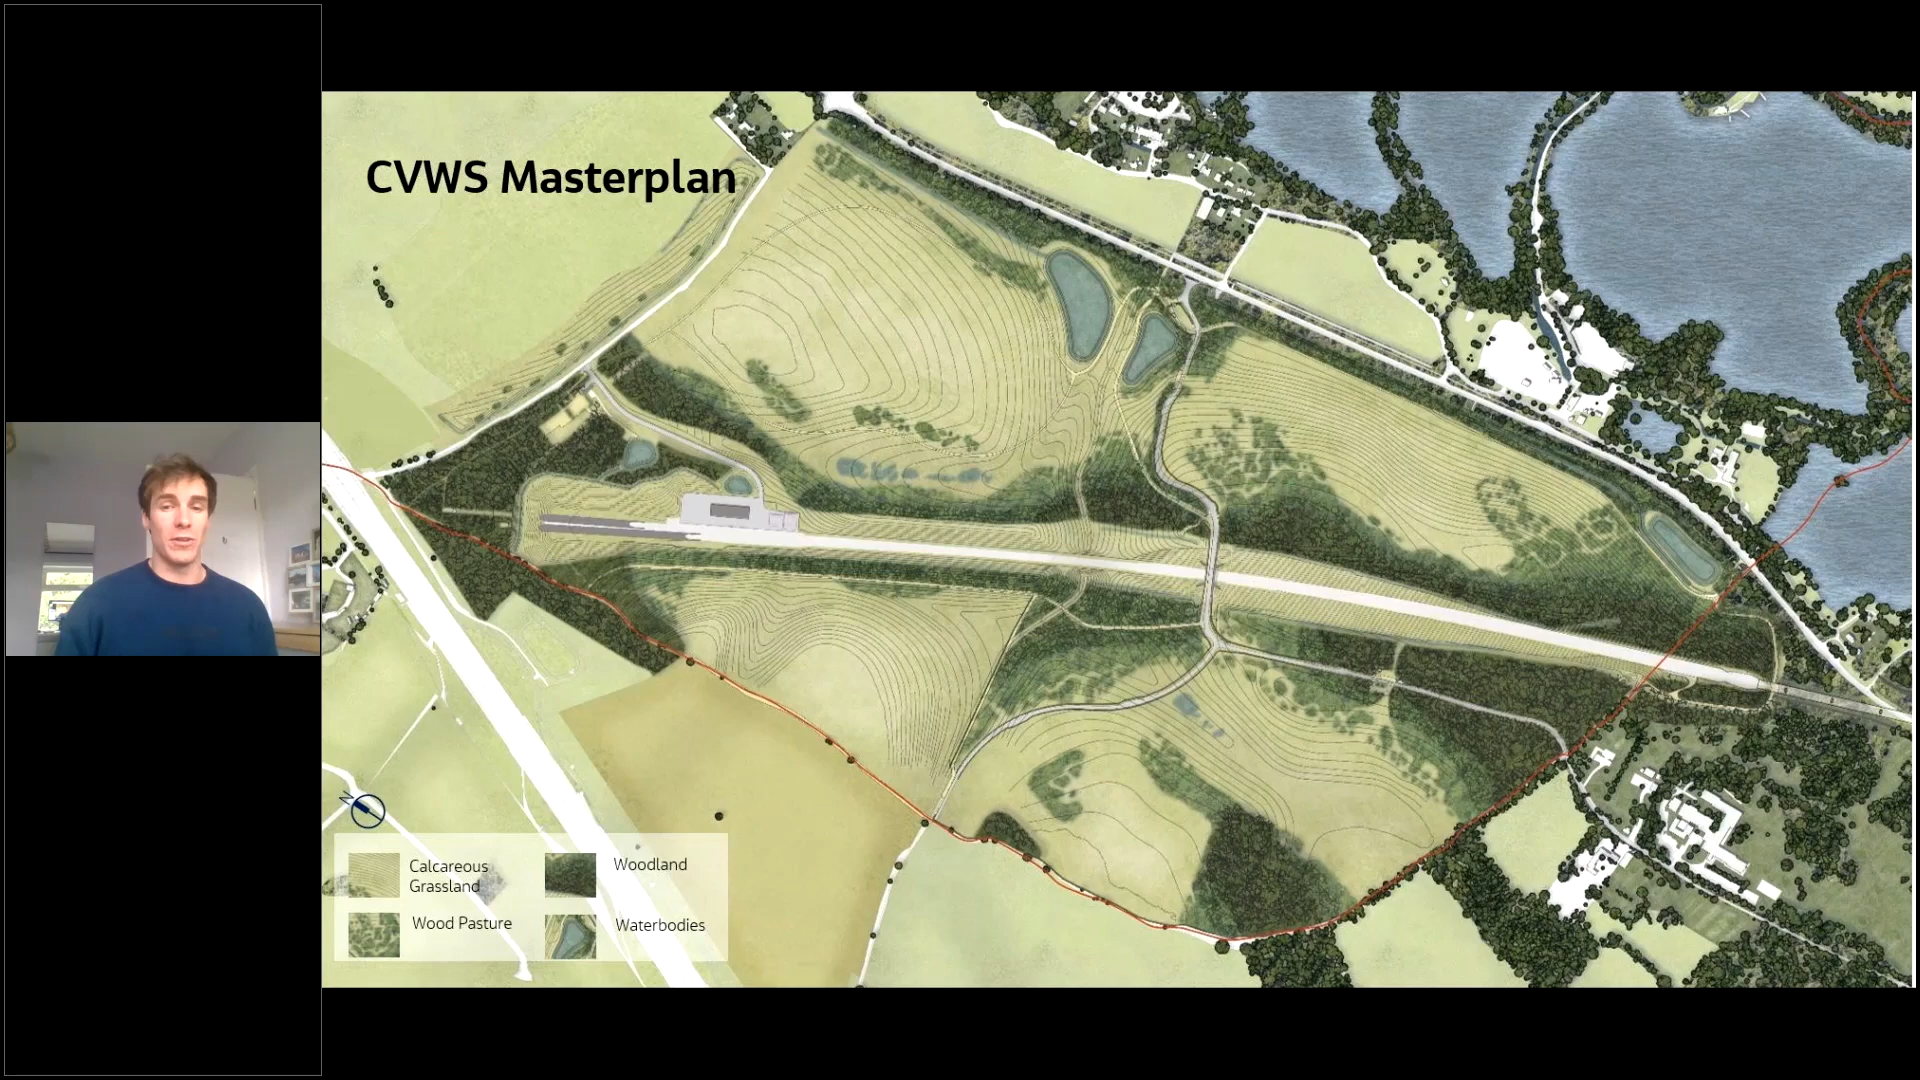 CVWS Masterplan
N
Calcareous
Grassland
Woodland
Wood Pasture
Waterbodies